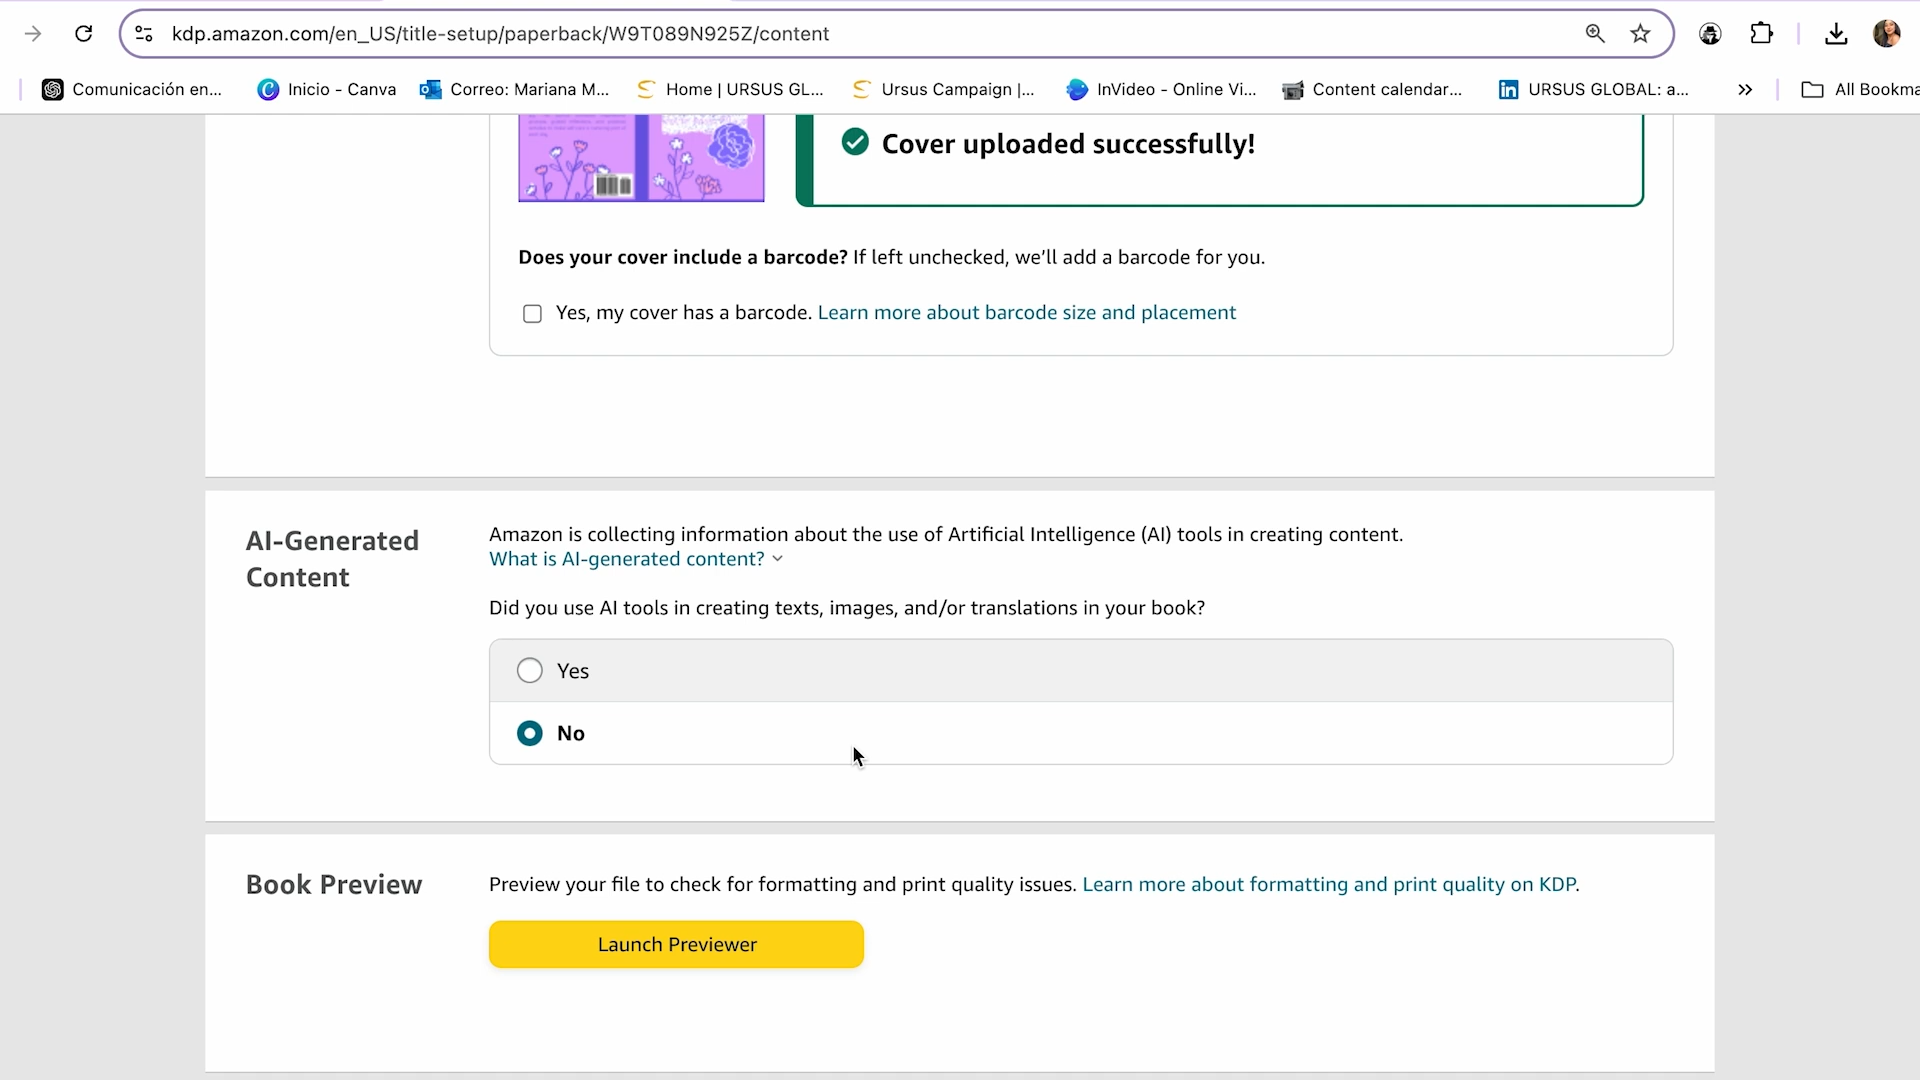 kdp.amazon.com/en_US/title-setup/paperback/W9T089N925Z/content
Comunicación en...
Inicio - Canva
Correo: Mariana M...
Home | URSUS GL...
Ursus Campaign |...
InVideo - Online Vi...
Content calendar...
URSUS GLOBAL: a...
All Bookma
Cover uploaded successfully!
Does your cover include a barcode? If left unchecked, we'll add a barcode for you.
Yes, my cover has a barcode. Learn more about barcode size and placement
AI-Generated
Content
Amazon is collecting information about the use of Artificial Intelligence (AI) tools in creating content.
What is AI-generated content?
Did you use AI tools in creating texts, images, and/or translations in your book?
Yes
No
Book Preview
Preview your file to check for formatting and print quality issues. Learn more about formatting and print quality on KDP.
Launch Previewer